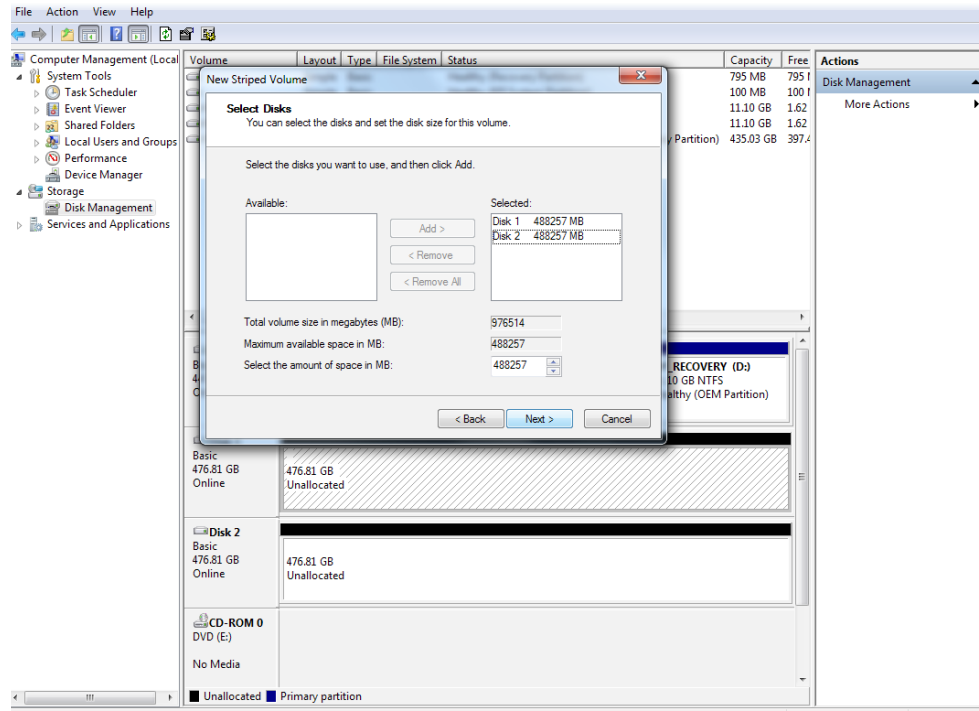 File Action View Help
Computer Management (Local
System Tools
Task Scheduler
Event Viewer
Shared Folders
Local Users and Groups
Performance
Device Manager
Storage
Disk Management
Services and Applications
Volume Layout Type File System Status Capacity Free
795 MB 795
100 MB 100
11.10 GB 1.62
11.10 GB 1.62
y Partition) 435.03 GB 397.4
New Striped Volume
Select Disks
You can select the disks and set the disk size for this volume.
Select the disks you want to use, and then click Add.
Available:
Selected:
Add >
< Remove
< Remove All
Disk 1 488257 MB
Disk 2 488257 MB
Total volume size in megabytes (MB): 976514
Maximum available space in MB: 488257
Select the amount of space in MB: 488257
< Back Next > Cancel
_RECOVERY (D:)
10 GB NTFS
althy (OEM Partition)
Basic
476.81 GB
Online
476.81 GB
Unallocated
Disk 2
Basic
476.81 GB
Online
476.81 GB
Unallocated
CD-ROM 0
DVD (E:)
No Media
Unallocated Primary partition
Actions
Disk Management
More Actions